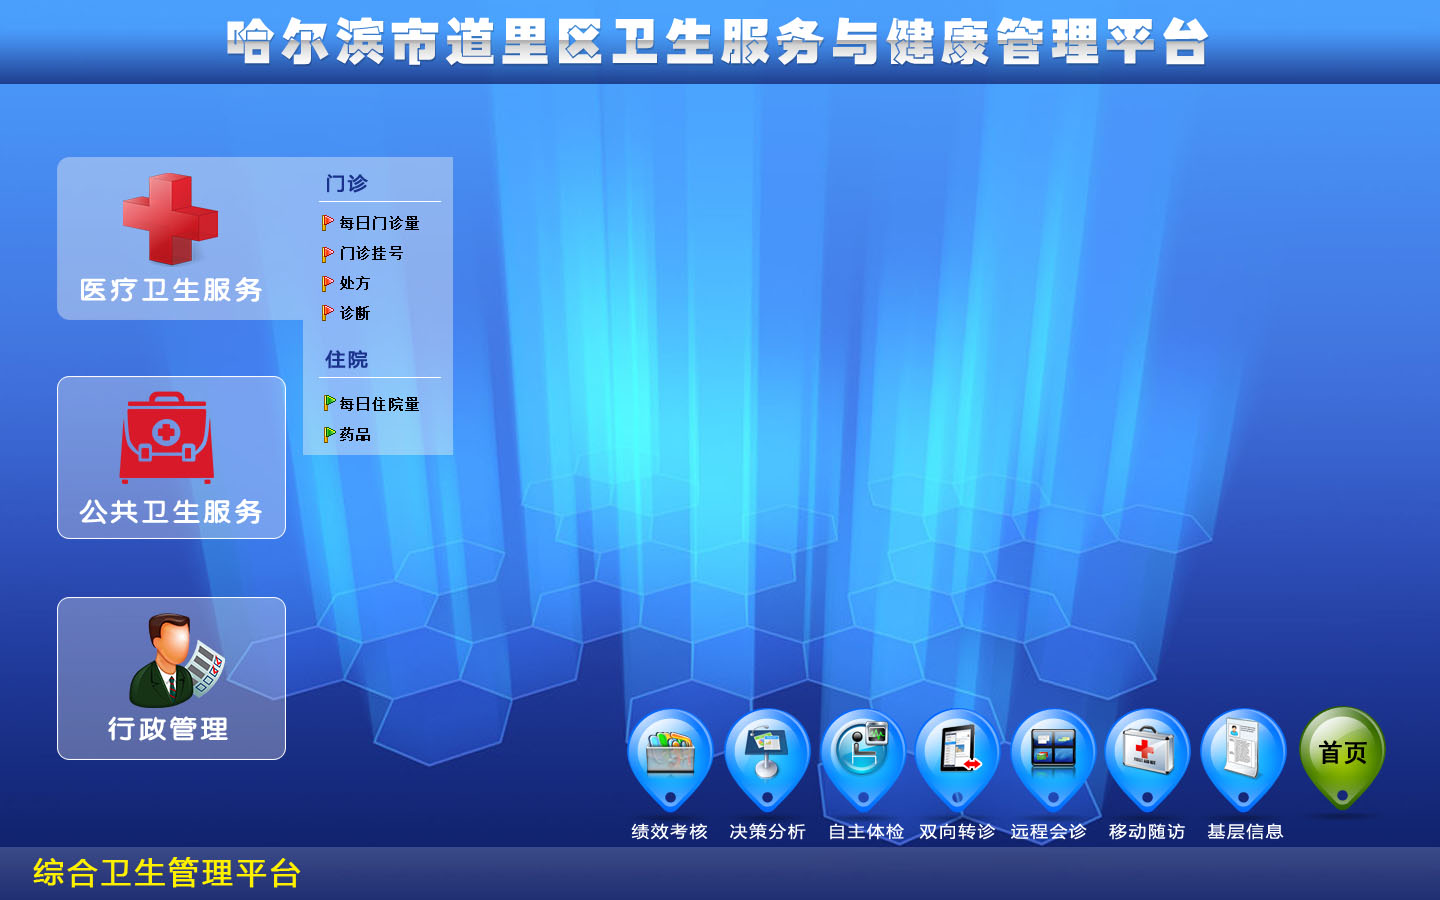 哈尔滨市道里区卫生服务与健康管理平台
医疗卫生服务
门诊
每日门诊量
门诊挂号
处方
诊断
住院
每日住院量
药品
公共卫生服务
行政管理
首页
绩效考核 决策分析 自主体检 双向转诊 远程会诊 移动随访 基层信息
综合卫生管理平台